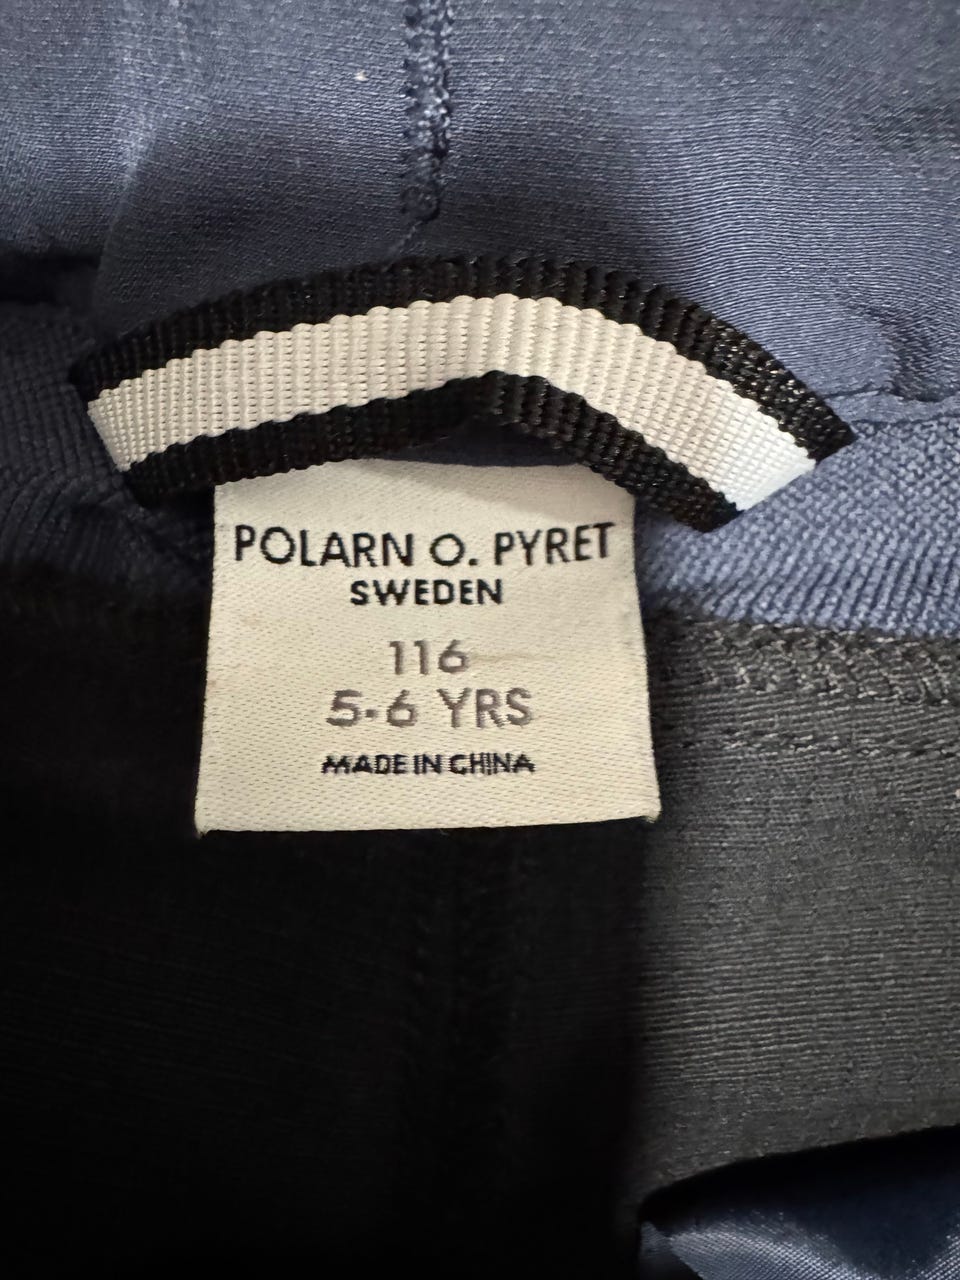 POLARN O. PYRET
SWEDEN
116
5-6 YRS
MADE IN CHINA